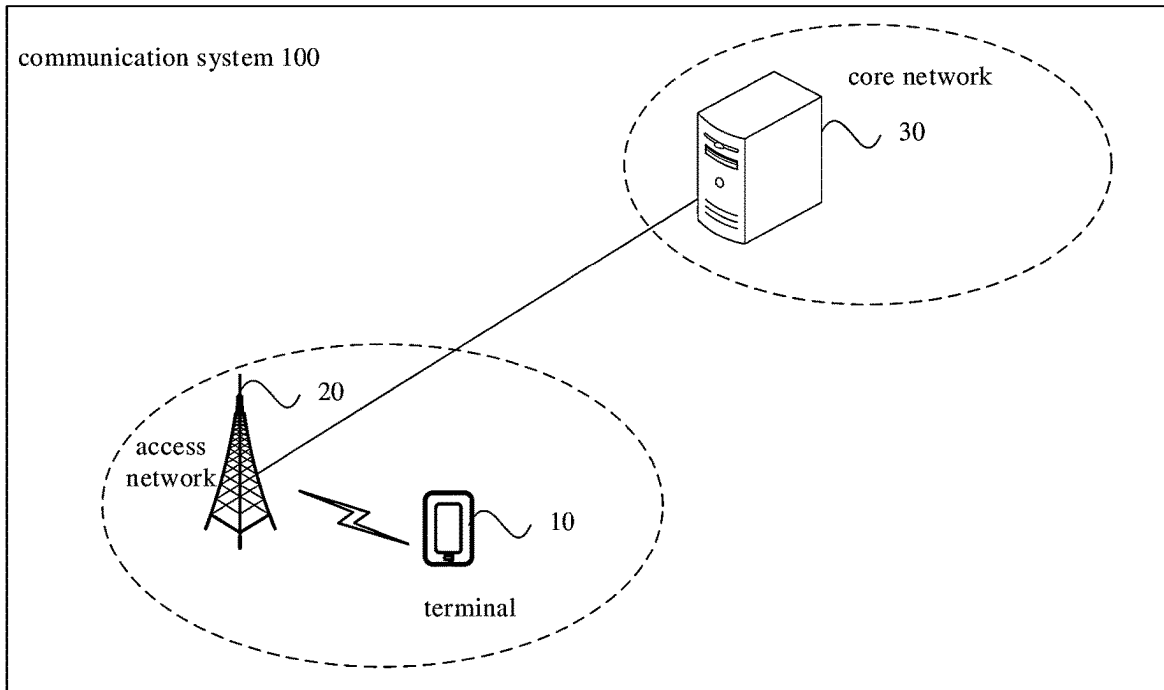 communication system 100
core network
30
20
access
network
10
terminal